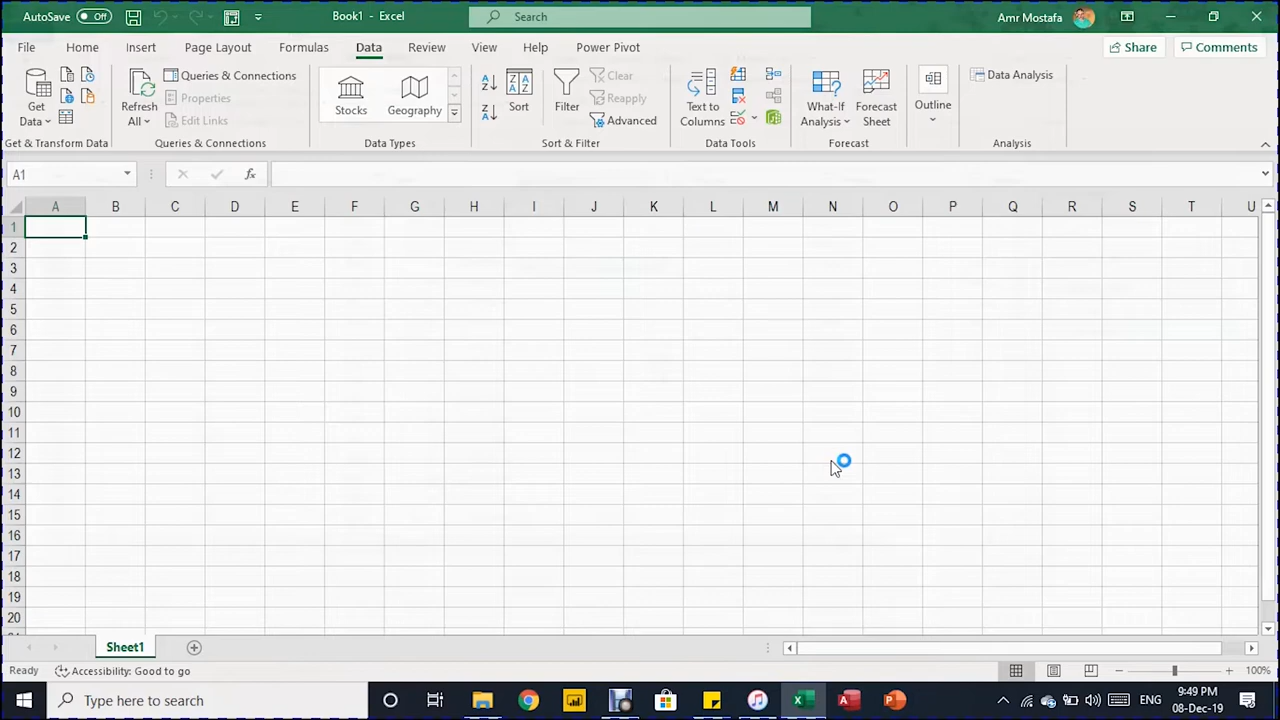 AutoSave Off Book1 - Excel Search Amr Mostafa
File Home Insert Page Layout Formulas Data Review View Help Power Pivot Share Comments
Get Data
Get & Transform Data
Refresh All
Queries & Connections
Properties
Edit Links
Queries & Connections
Stocks
Geography
Data Types
Sort
Filter
Clear
Reapply
Advanced
Sort & Filter
Text to Columns
Data Tools
What-If Analysis
Forecast Sheet
Forecast
Outline
Data Analysis
Analysis
A1 fx
A B C D E F G H I J K L M N O P Q R S T U
1
2
3
4
5
6
7
8
9
10
11
12
13
14
15
16
17
18
19
20
Sheet1
Ready Accessibility: Good to go 100%
Type here to search ENG 9:49 PM
08-Dec-19